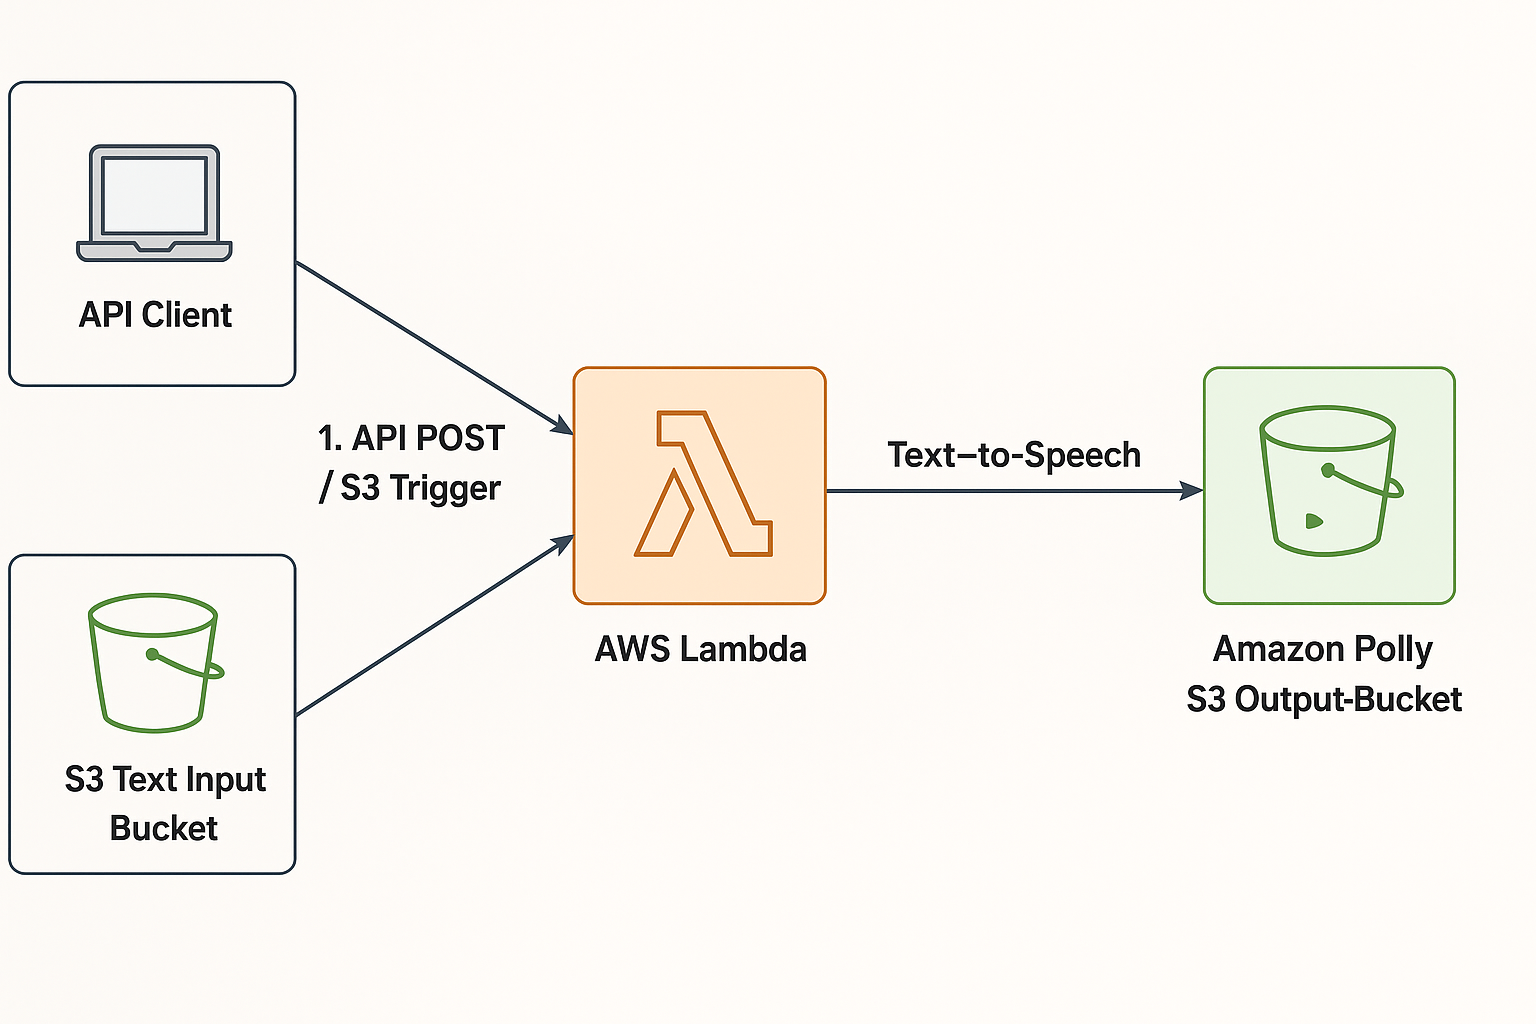 API Client
1. API POST
/ S3 Trigger
S3 Text Input
Bucket
AWS Lambda
Text–to-Speech
Amazon Polly
S3 Output-Bucket